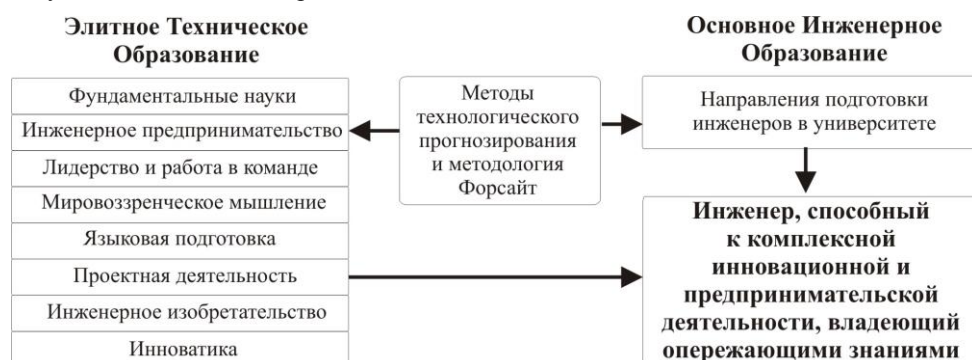 Элитное Техническое
Образование
Фундаментальные науки
Инженерное предпринимательство
Лидерство и работа в команде
Мировоззренческое мышление
Языковая подготовка
Проектная деятельность
Инженерное изобретательство
Инноватика
Методы
технологического
прогнозирования
и методология
Форсайт
Основное Инженерное
Образование
Направления подготовки
инженеров в университете
Инженер, способный
к комплексной
инновационной и
предпринимательской
деятельности, владеющий
опережающими знаниями